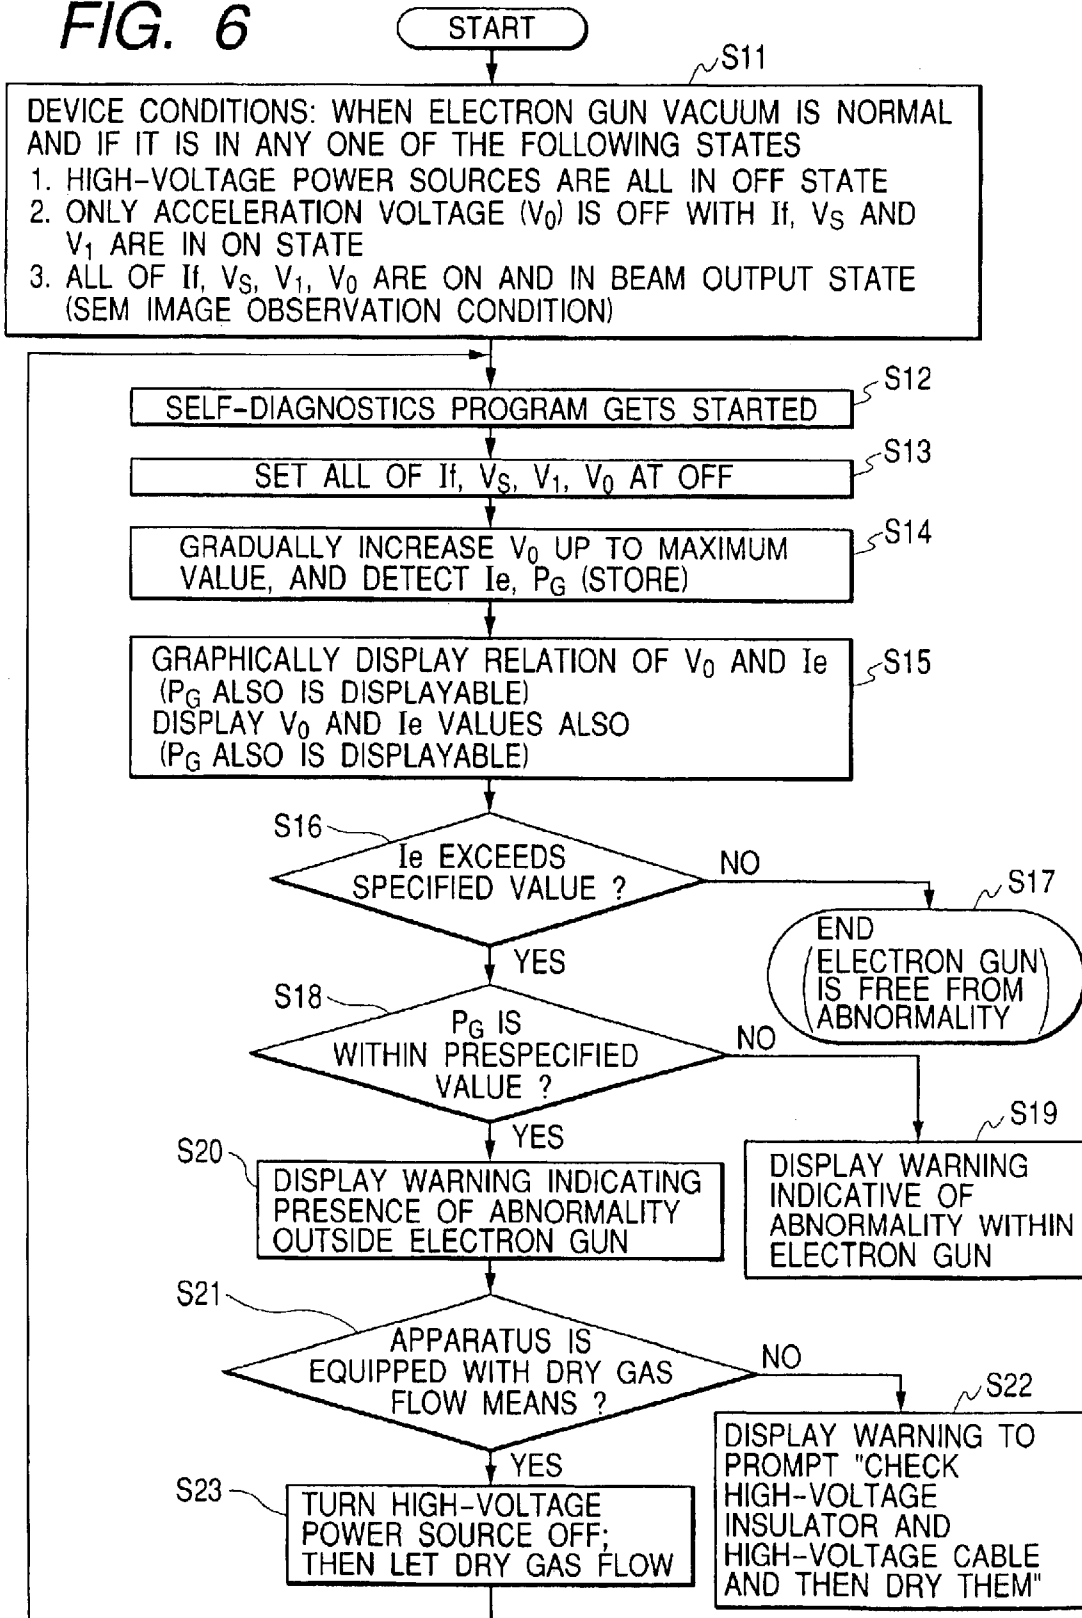 FIG. 6
START
S11
DEVICE CONDITIONS: WHEN ELECTRON GUN VACUUM IS NORMAL
AND IF IT IS IN ANY ONE OF THE FOLLOWING STATES
1. HIGH-VOLTAGE POWER SOURCES ARE ALL IN OFF STATE
2. ONLY ACCELERATION VOLTAGE (V0) IS OFF WITH If, VS AND
V1 ARE IN ON STATE
3. ALL OF If, VS, V1, V0 ARE ON AND IN BEAM OUTPUT STATE
(SEM IMAGE OBSERVATION CONDITION)
S12
SELF-DIAGNOSTICS PROGRAM GETS STARTED
S13
SET ALL OF If, VS, V1, V0 AT OFF
S14
GRADUALLY INCREASE V0 UP TO MAXIMUM
VALUE, AND DETECT Ie, PG (STORE)
S15
GRAPHICALLY DISPLAY RELATION OF V0 AND Ie
(PG ALSO IS DISPLAYABLE)
DISPLAY V0 AND Ie VALUES ALSO
(PG ALSO IS DISPLAYABLE)
S16
Ie EXCEEDS
SPECIFIED VALUE ?
NO
YES
S17
END
(ELECTRON GUN
IS FREE FROM
ABNORMALITY)
S18
PG IS
WITHIN PRESPECIFIED
VALUE ?
NO
YES
S19
DISPLAY WARNING
INDICATIVE OF
ABNORMALITY WITHIN
ELECTRON GUN
S20
DISPLAY WARNING INDICATING
PRESENCE OF ABNORMALITY
OUTSIDE ELECTRON GUN
S21
APPARATUS IS
EQUIPPED WITH DRY GAS
FLOW MEANS ?
NO
YES
S22
DISPLAY WARNING TO
PROMPT "CHECK
HIGH-VOLTAGE
INSULATOR AND
HIGH-VOLTAGE CABLE
AND THEN DRY THEM"
S23
TURN HIGH-VOLTAGE
POWER SOURCE OFF;
THEN LET DRY GAS FLOW